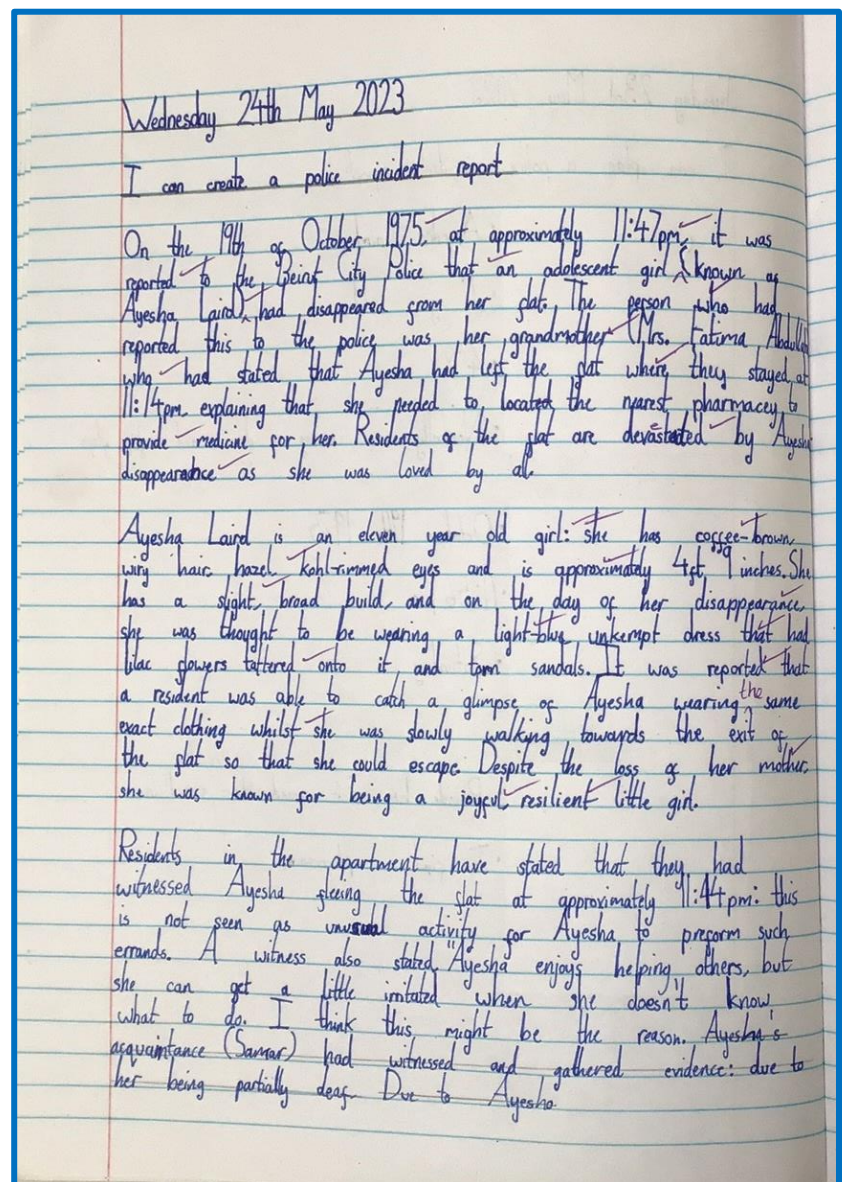 Wednesday 24th May 2023
I can create a police incident report
On the 19th of October 1975, at approximately 11:47pm, it was
reported to the Beirut City Police that an adolescent girl (known as
Ayesha Laird) had disappeared from her flat. The person who had
reported this to the police was her grandmother (Mrs. Fatima Abdullah
who had stated that Ayesha had left the flat where they stayed at
11:14pm explaining that she needed to located the nearest pharmacey to
provide medicine for her. Residents of the flat are devastated by Ayesha
disappearance as she was loved by all.
Ayesha Laird is an eleven year old girl: she has coffee-brown,
wiry hair, hazel kohl-rimmed eyes and is approximately 4ft 9 inches. She
has a slight, broad build, and on the day of her disappearance,
she was thought to be wearing a light-blue unkempt dress that had
lilac flowers tattered onto it and torn sandals. It was reported that
a resident was able to catch a glimpse of Ayesha wearing the same
exact clothing whilst she was slowly walking towards the exit of
the flat so that she could escape. Despite the loss of her mother,
she was known for being a joyful, resilient little girl.
Residents in the apartment have stated that they had
witnessed Ayesha fleeing the flat at approximately 11:44pm: this
is not seen as unusual activity for Ayesha to preform such
errands. A witness also stated, "Ayesha enjoys helping others, but
she can get a little irritated when she doesn't know
what to do. I think this might be the reason. Ayesha's
acquaintance (Samar) had witnessed and gathered evidence: due to
her being partially deaf. Due to Ayesha